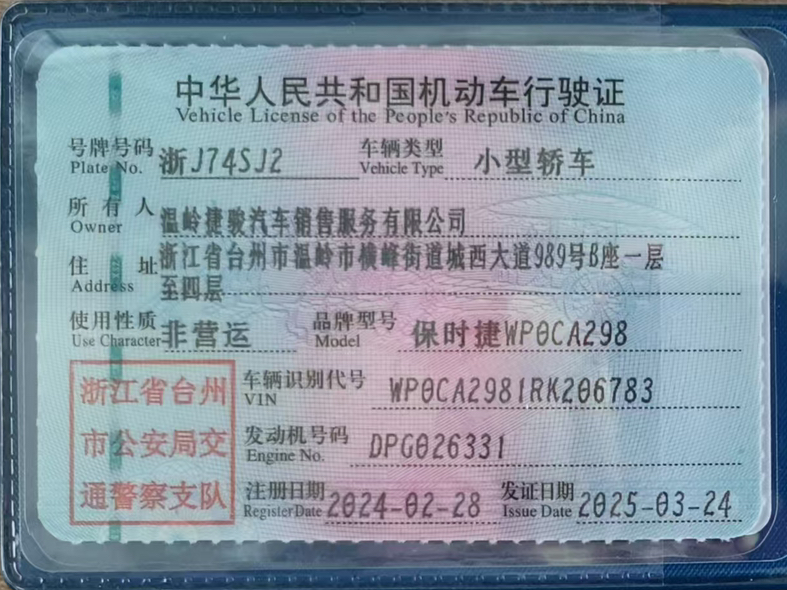 中华人民共和国机动车行驶证
Vehicle License of the People's Republic of China
号牌号码 浙J74SJ2 车辆类型 小型轿车
Plate No. Vehicle Type
所有人 温岭捷骏汽车销售服务有限公司
Owner
住址 浙江省台州市温岭市横峰街道城西大道989号B座一层
Address 至四层
使用性质 非营运 品牌型号 保时捷WP0CA298
Use Character Model
浙江省台州 车辆识别代号 WP0CA2981RK206783
VIN
市公安局交 发动机号码 DPG026331
Engine No.
通警察支队 注册日期 2024-02-28 发证日期 2025-03-24
Register Date Issue Date